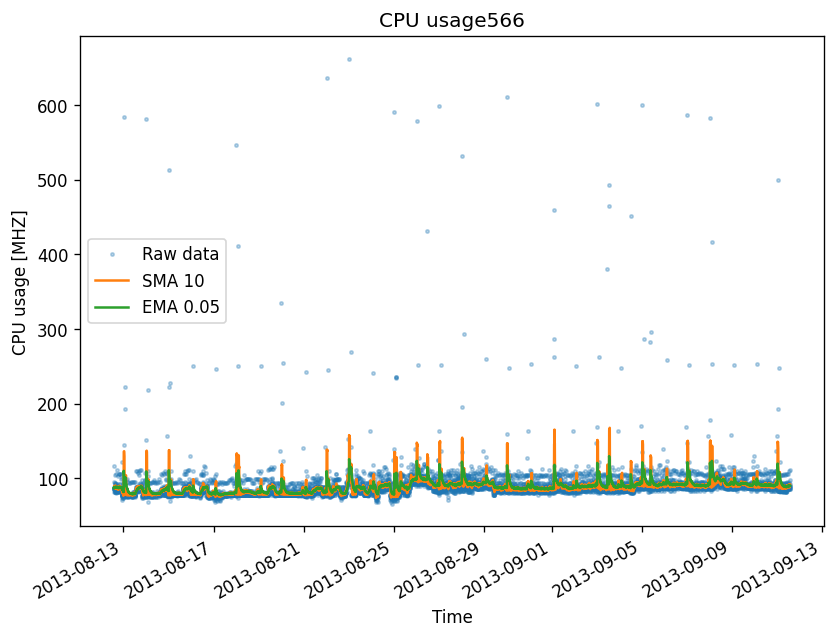 CPU usage566
CPU usage [MHZ]
600
500
400
300
200
100
Raw data
SMA 10
EMA 0.05
2013-08-13
2013-08-17
2013-08-21
2013-08-25
2013-08-29
2013-09-01
2013-09-05
2013-09-09
2013-09-13
Time